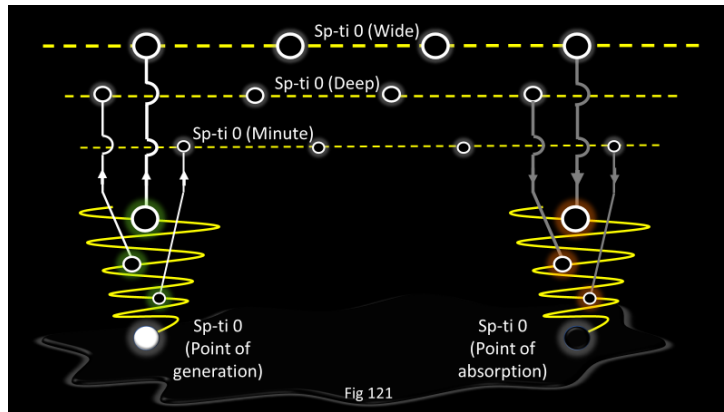 Sp-ti 0 (Wide)
Sp-ti 0 (Deep)
Sp-ti 0 (Minute)
Sp-ti 0
(Point of
generation)
Sp-ti 0
(Point of
absorption)
Fig 121